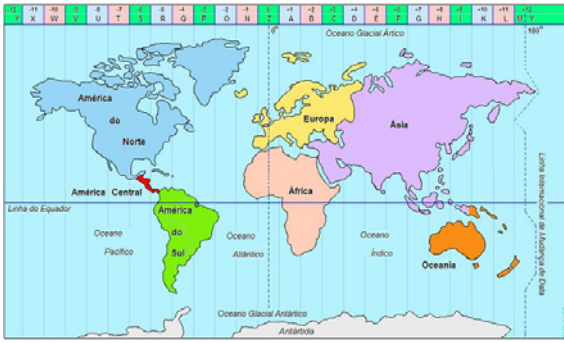 -12 -11 -10 -9 -8 -7 -6 -5 -4 -3 -2 -1 0 +1 +2 +3 +4 +5 +6 +7 +8 +9 +10 +11 +12
Y X W V U T S R Q P O N Z A B C D E F G H I K L M Y
0°
Oceano Glacial Ártico
180°
América
do
Norte
Europa
Ásia
América Central
África
Linha do Equador
América
do
Sul
Oceano
Pacífico
Oceano
Atlântico
Oceano
Índico
Oceania
Linha Internacional de Mudança de Data
Oceano Glacial Antártico
Antártida